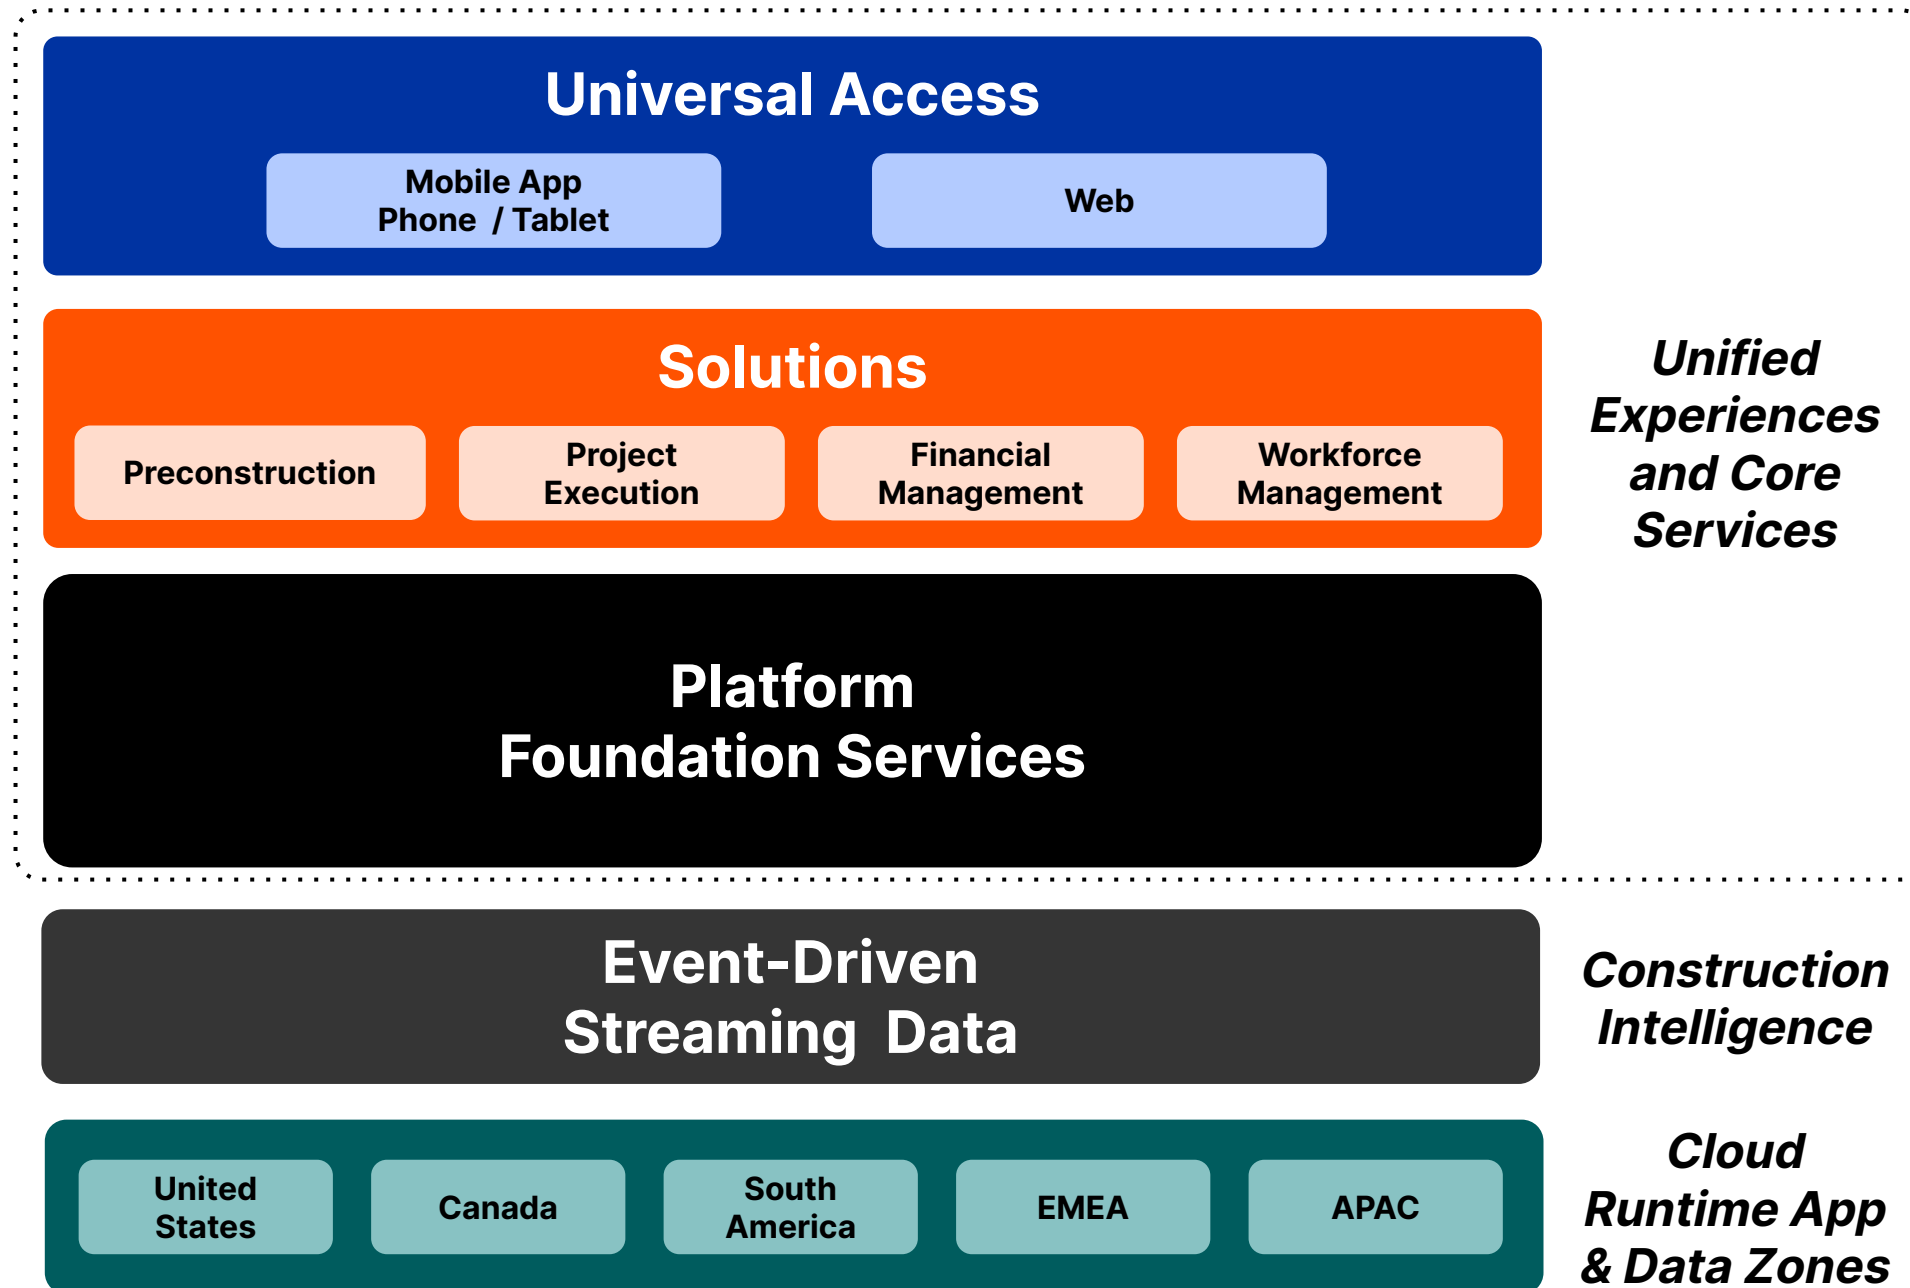 Universal Access
Mobile App
Phone / Tablet
Web
Solutions
Preconstruction
Project
Execution
Financial
Management
Workforce
Management
Unified
Experiences
and Core
Services
Platform
Foundation Services
Event-Driven
Streaming Data
Construction
Intelligence
United
States
Canada
South
America
EMEA
APAC
Cloud
Runtime App
& Data Zones